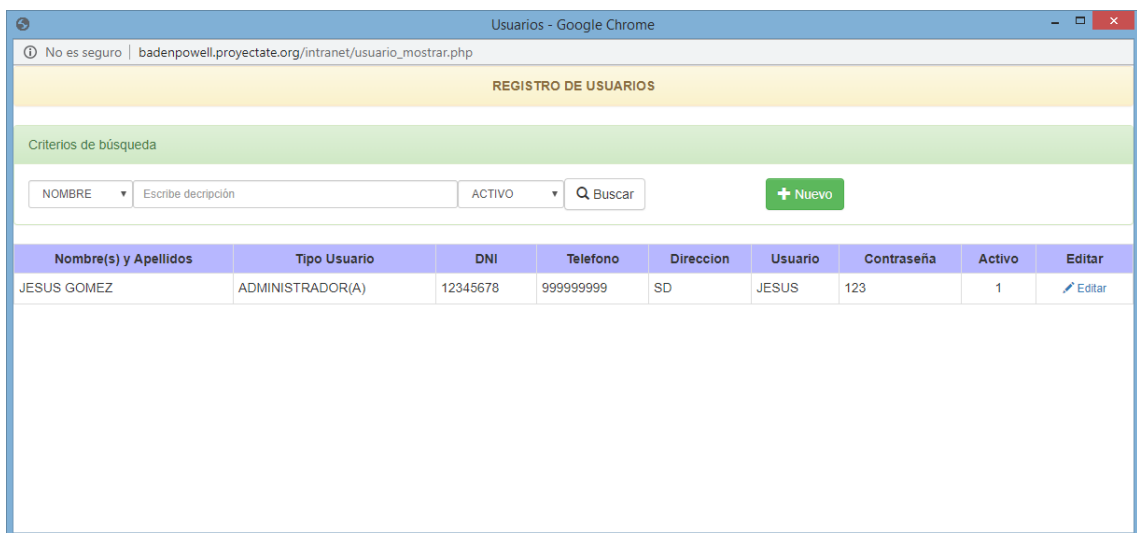 Usuarios - Google Chrome
No es seguro | badenpowell.proyectate.org/intranet/usuario_mostrar.php
REGISTRO DE USUARIOS
Criterios de búsqueda
NOMBRE Escribe decripción ACTIVO Buscar Nuevo
Nombre(s) y Apellidos Tipo Usuario DNI Telefono Direccion Usuario Contraseña Activo Editar
JESUS GOMEZ ADMINISTRADOR(A) 12345678 999999999 SD JESUS 123 1 Editar